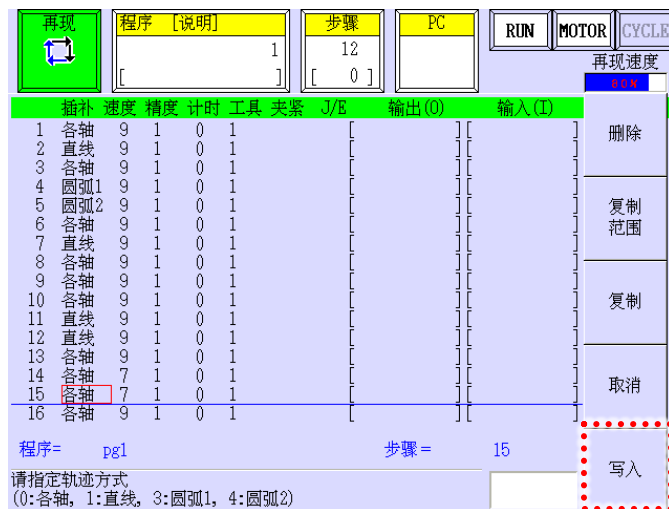 再现 程序 [说明] 步骤 PC RUN MOTOR CYCLE
1 12
[ ] [ 0 ]
再现速度
80%
插补 速度 精度 计时 工具 夹紧 J/E 输出(O) 输入(I)
1 各轴 9 1 0 1 [ ][ ]
2 直线 9 1 0 1 [ ][ ]
3 各轴 9 1 0 1 [ ][ ]
4 圆弧1 9 1 0 1 [ ][ ]
5 圆弧2 9 1 0 1 [ ][ ]
6 各轴 9 1 0 1 [ ][ ]
7 直线 9 1 0 1 [ ][ ]
8 各轴 9 1 0 1 [ ][ ]
9 各轴 9 1 0 1 [ ][ ]
10 各轴 9 1 0 1 [ ][ ]
11 直线 9 1 0 1 [ ][ ]
12 直线 9 1 0 1 [ ][ ]
13 各轴 9 1 0 1 [ ][ ]
14 各轴 7 1 0 1 [ ][ ]
15 各轴 7 1 0 1 [ ][ ]
16 各轴 9 1 0 1 [ ][ ]
程序= pg1 步骤= 15
请指定轨迹方式
(0:各轴, 1:直线, 3:圆弧1, 4:圆弧2)
删除
复制
范围
复制
取消
写入